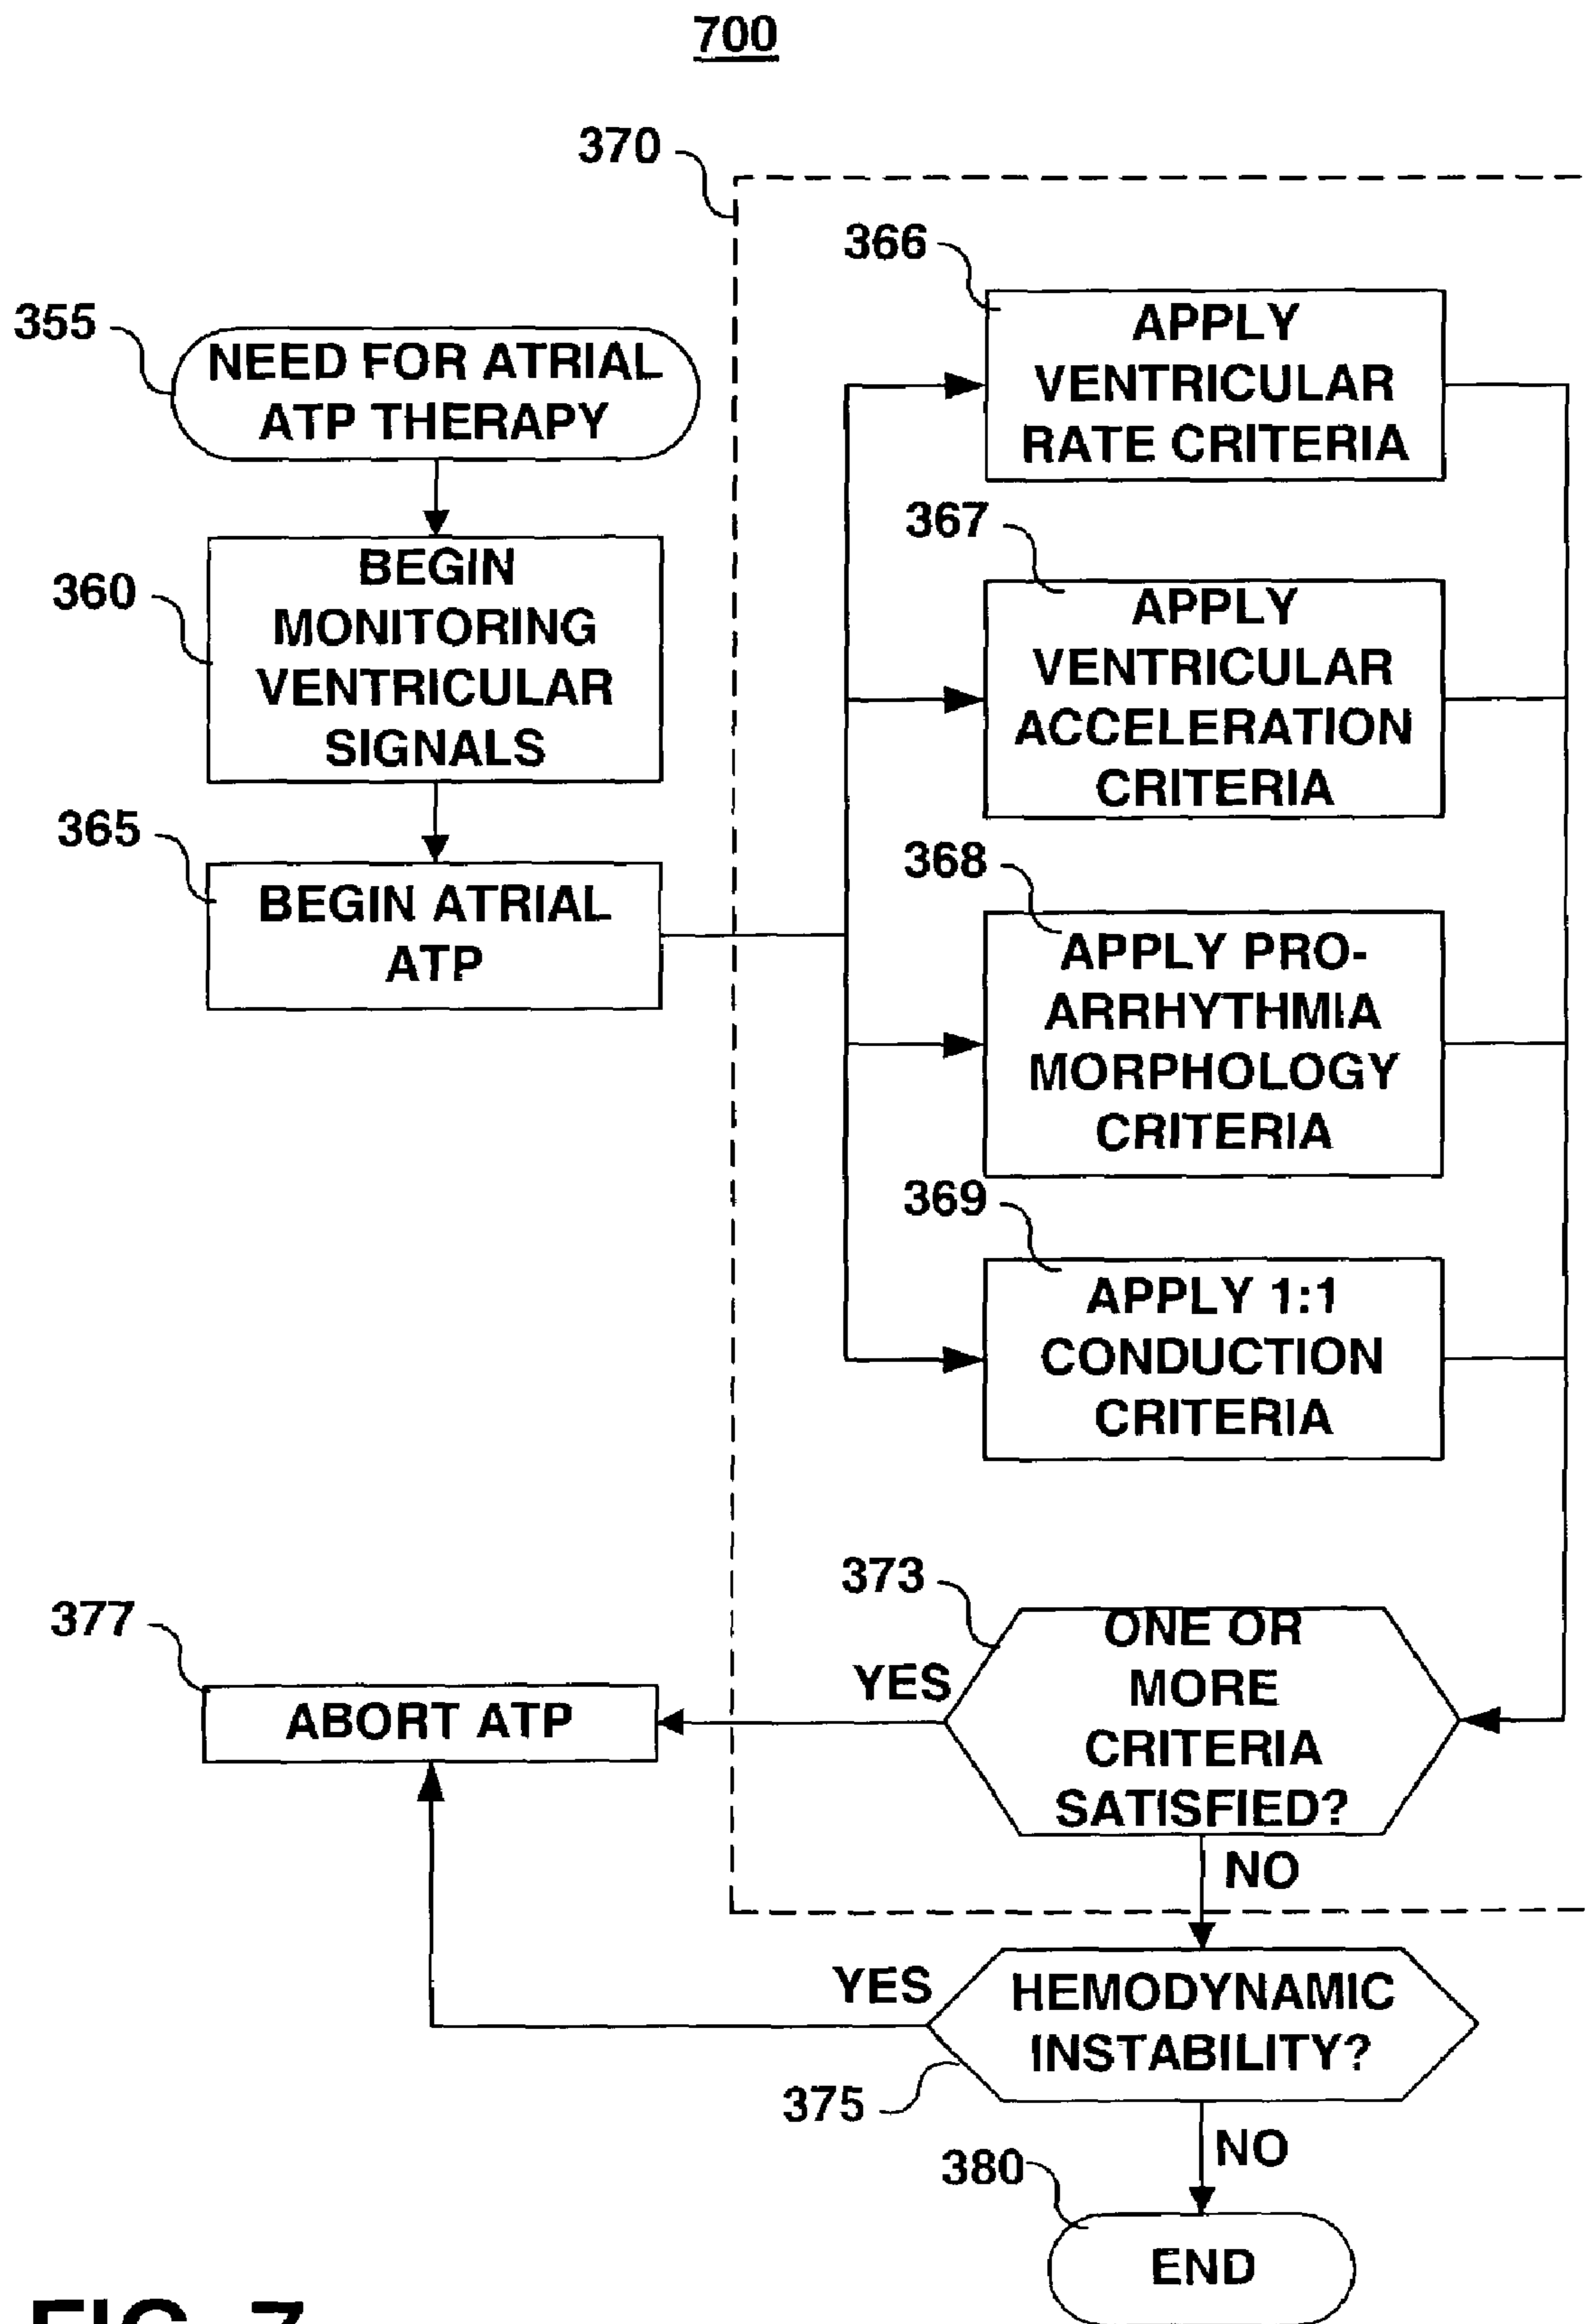 700
370
366
APPLY
VENTRICULAR
RATE CRITERIA
355
NEED FOR ATRIAL
ATP THERAPY
367
APPLY
VENTRICULAR
ACCELERATION
CRITERIA
360
BEGIN
MONITORING
VENTRICULAR
SIGNALS
365
BEGIN ATRIAL
ATP
368
APPLY PRO-
ARRHYTHMIA
MORPHOLOGY
CRITERIA
369
APPLY 1:1
CONDUCTION
CRITERIA
373
ONE OR
MORE
CRITERIA
SATISFIED?
YES
377
ABORT ATP
NO
YES
HEMODYNAMIC
INSTABILITY?
375
NO
380
END
FIG. 7